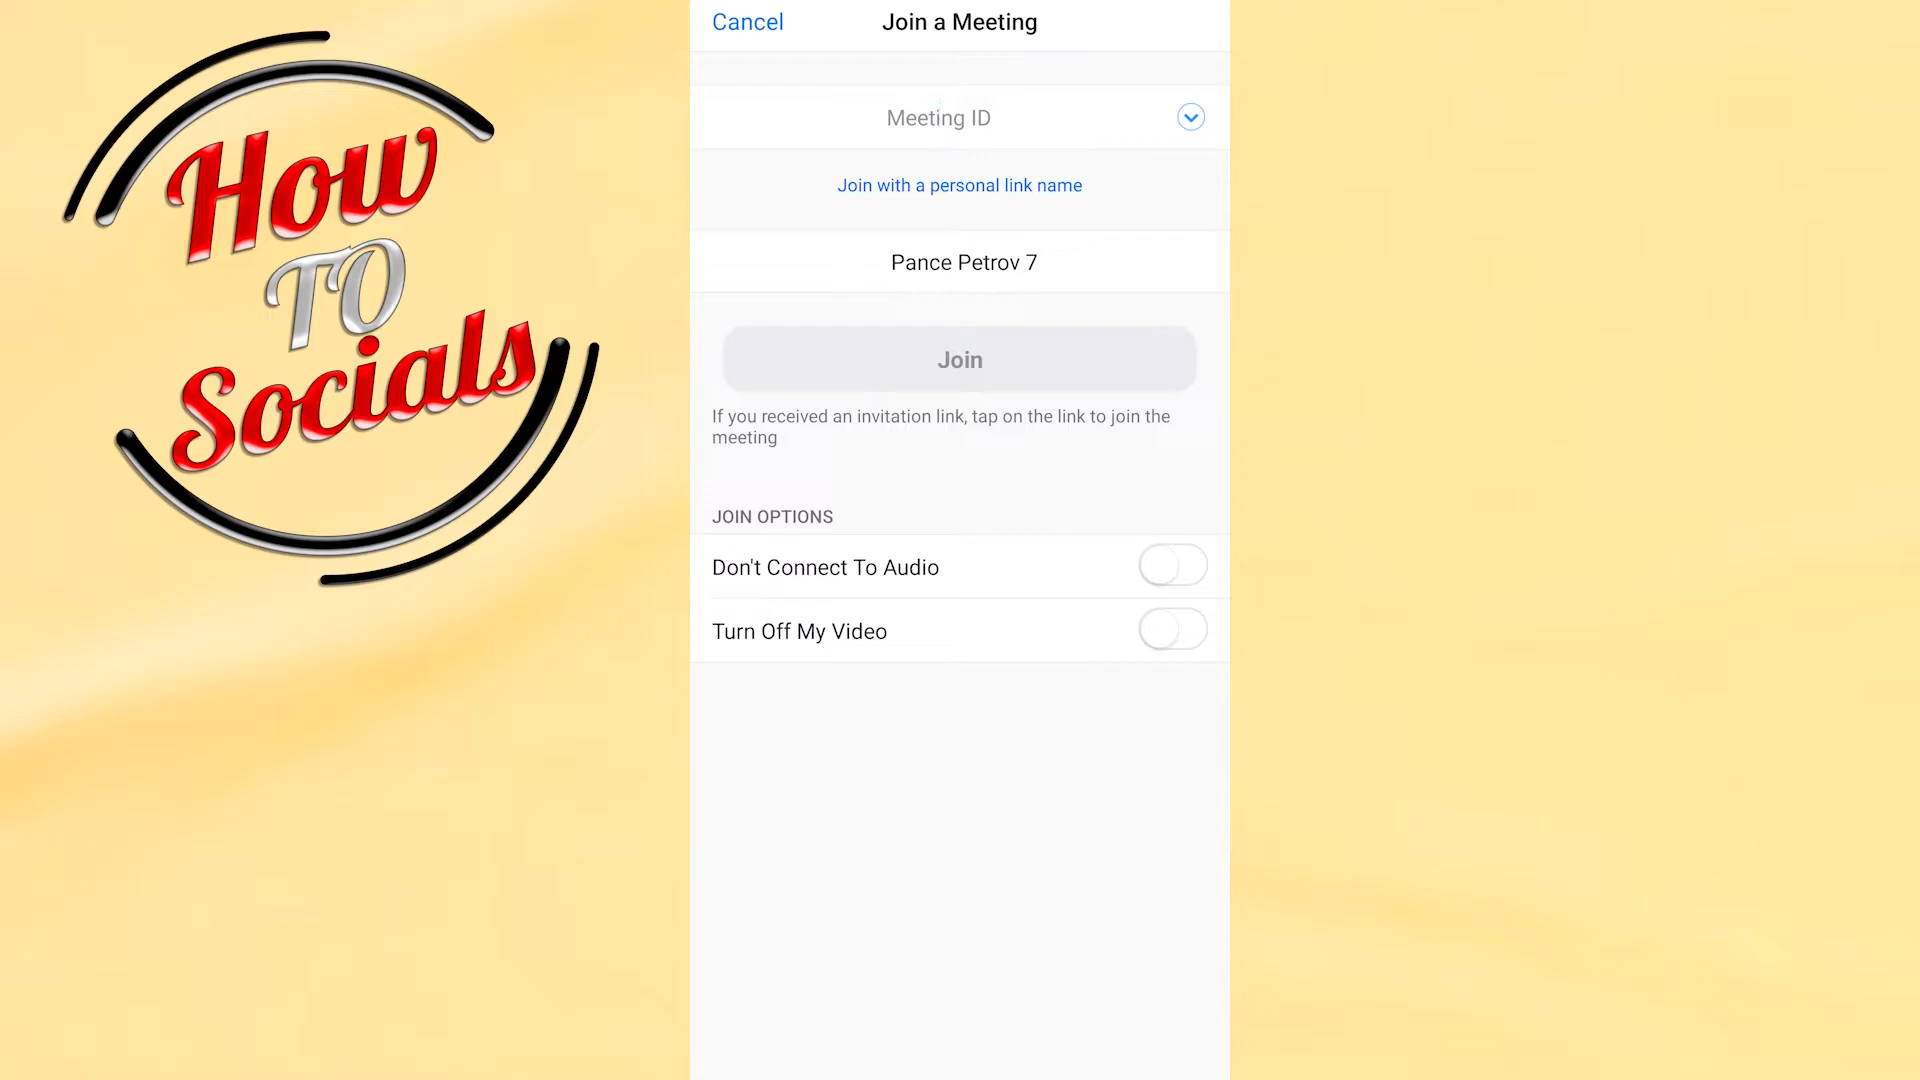 How
TO
Socials
Cancel
Join a Meeting
Meeting ID
Join with a personal link name
Pance Petrov 7
Join
If you received an invitation link, tap on the link to join the
meeting
JOIN OPTIONS
Don't Connect To Audio
Turn Off My Video